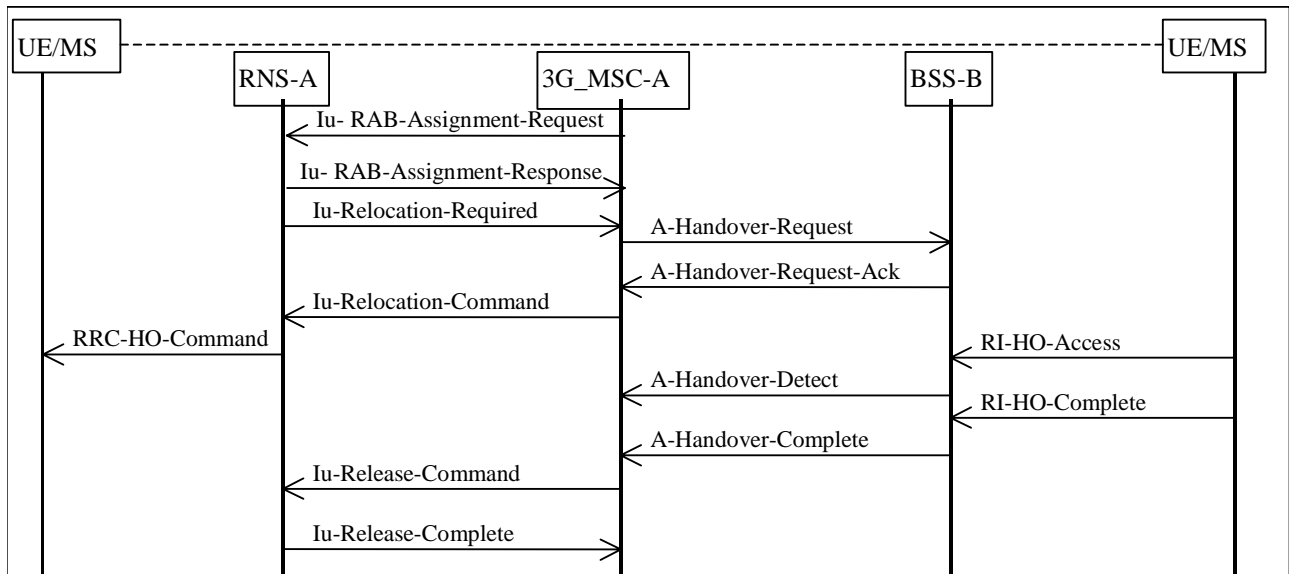 UE/MS
UE/MS
RNS-A
3G_MSC-A
BSS-B
Iu- RAB-Assignment-Request
Iu- RAB-Assignment-Response
Iu-Relocation-Required
A-Handover-Request
A-Handover-Request-Ack
Iu-Relocation-Command
RRC-HO-Command
RI-HO-Access
A-Handover-Detect
RI-HO-Complete
A-Handover-Complete
Iu-Release-Command
Iu-Release-Complete